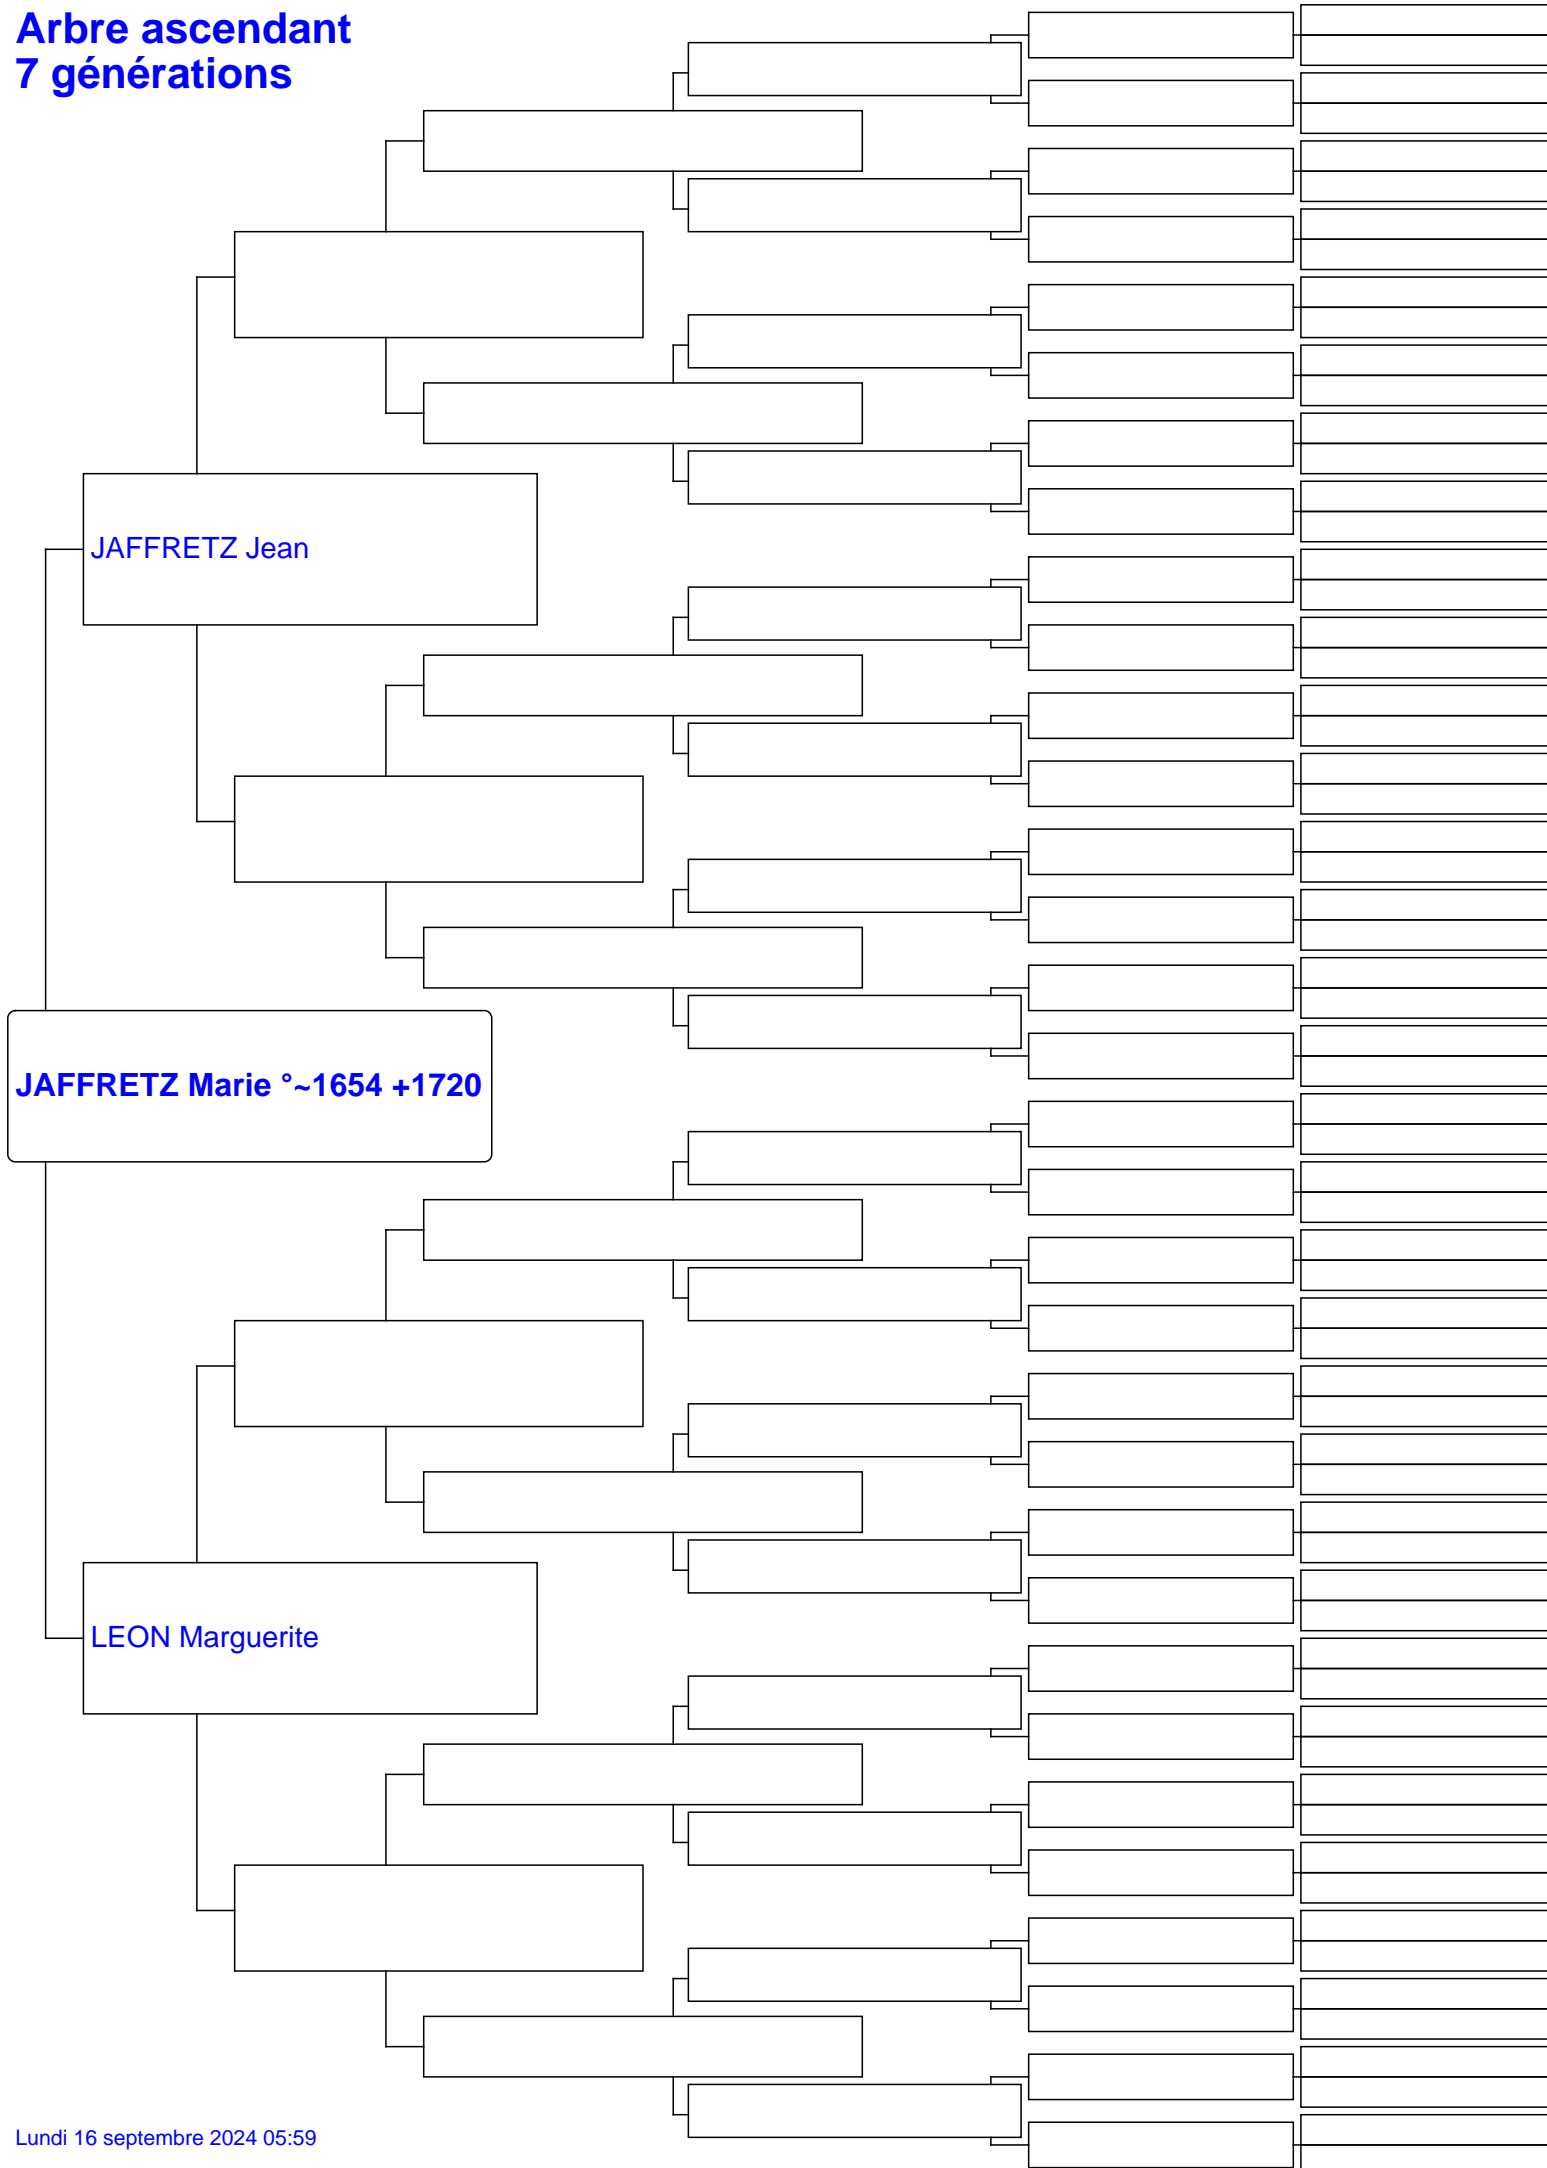 Arbre ascendant
7 générations
JAFFRETZ Jean
JAFFRETZ Marie °~1654 +1720
LEON Marguerite
Lundi 16 septembre 2024 05:59